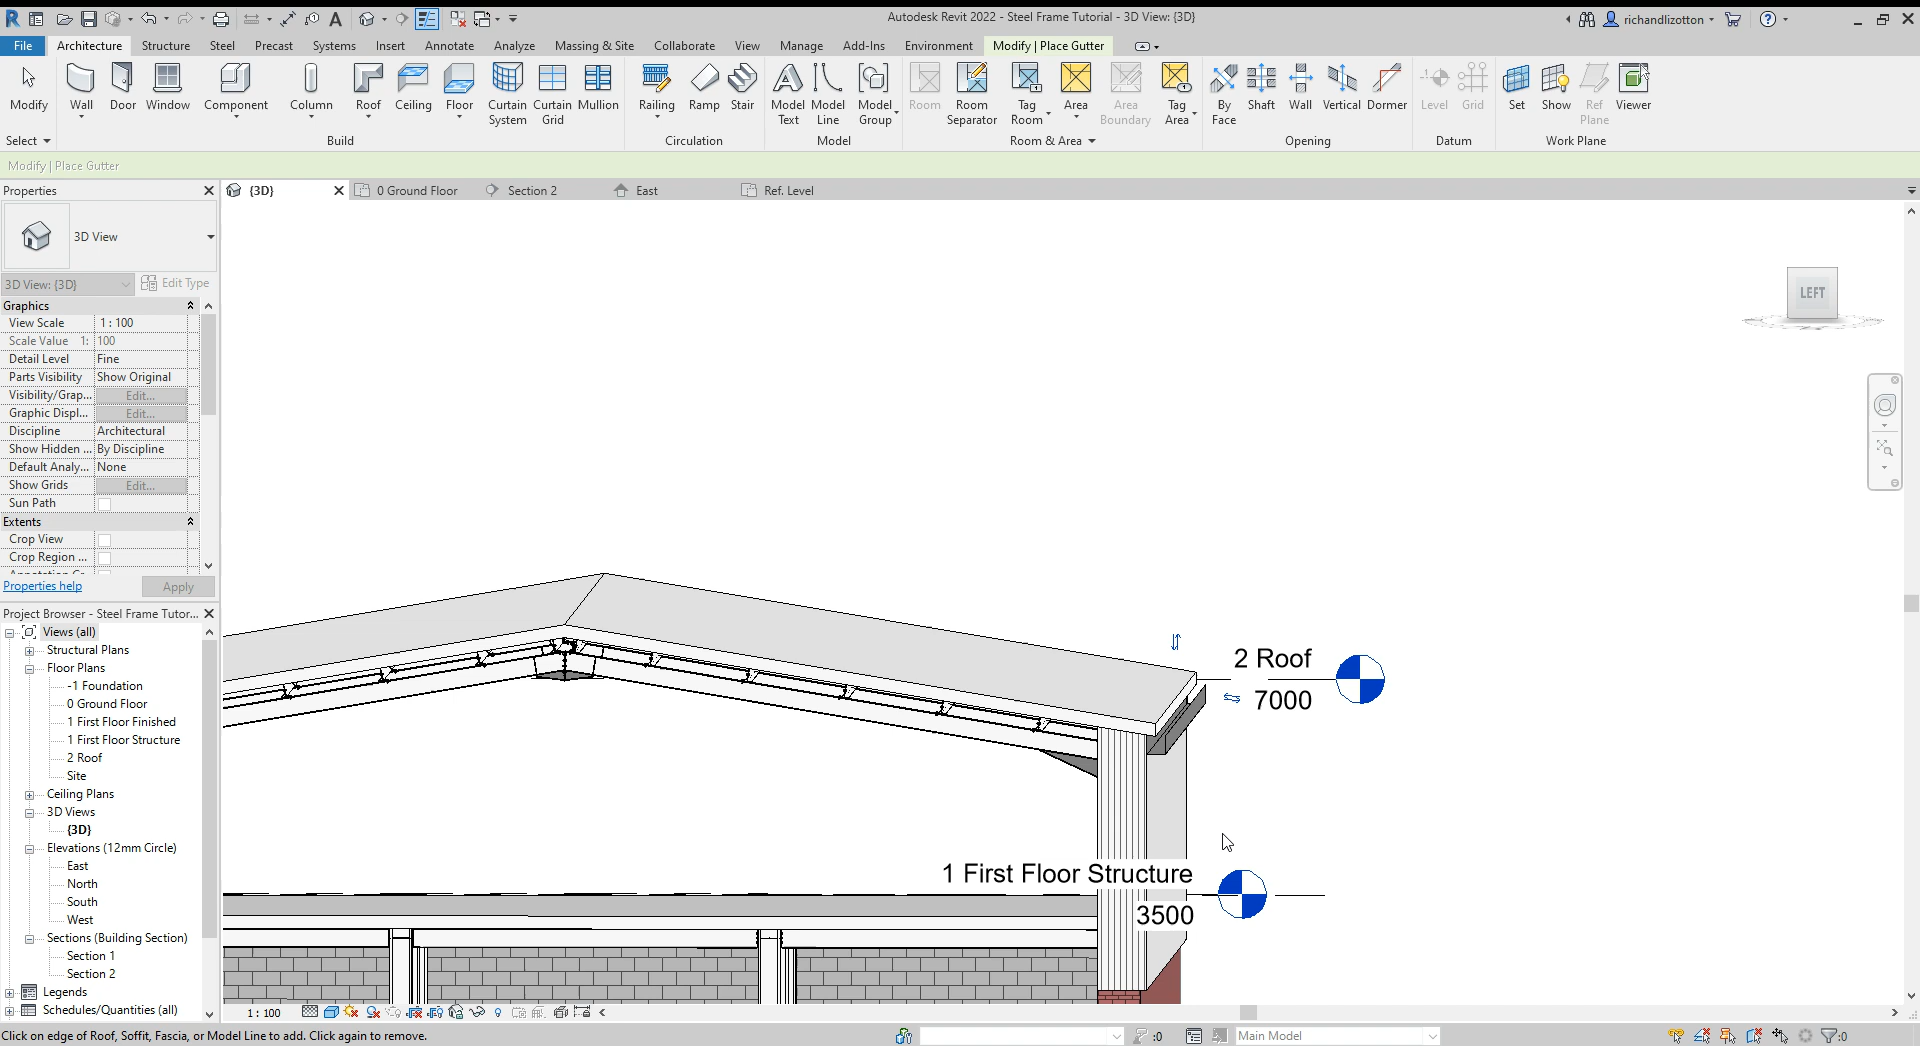 Autodesk Revit 2022 - Steel Frame Tutorial - 3D View: {3D}
richandlizotton
File Architecture Structure Steel Precast Systems Insert Annotate Analyze Massing & Site Collaborate View Manage Add-Ins Environment Modify | Place Gutter
Modify Wall Door Window Component Column Roof Ceiling Floor Curtain System Curtain Grid Mullion Railing Ramp Stair Model Text Model Line Model Group Room Room Separator Tag Room Area Area Boundary Tag Area By Face Shaft Wall Vertical Dormer Level Grid Set Show Ref Plane Viewer
Select Build Circulation Model Room & Area Opening Datum Work Plane
Modify | Place Gutter
Properties
{3D} 0 Ground Floor Section 2 East Ref. Level
3D View
3D View: {3D} Edit Type
Graphics
View Scale 1 : 100
Scale Value 1: 100
Detail Level Fine
Parts Visibility Show Original
Visibility/Grap... Edit...
Graphic Displ... Edit...
Discipline Architectural
Show Hidden ... By Discipline
Default Analy... None
Show Grids Edit...
Sun Path
Extents
Crop View
Crop Region ...
Properties help Apply
Project Browser - Steel Frame Tutor...
Views (all)
Structural Plans
Floor Plans
-1 Foundation
0 Ground Floor
1 First Floor Finished
1 First Floor Structure
2 Roof
Site
Ceiling Plans
3D Views
{3D}
Elevations (12mm Circle)
East
North
South
West
Sections (Building Section)
Section 1
Section 2
Legends
Schedules/Quantities (all)
LEFT
2 Roof
7000
1 First Floor Structure
3500
1 : 100
Click on edge of Roof, Soffit, Fascia, or Model Line to add. Click again to remove.
:0
Main Model
:0